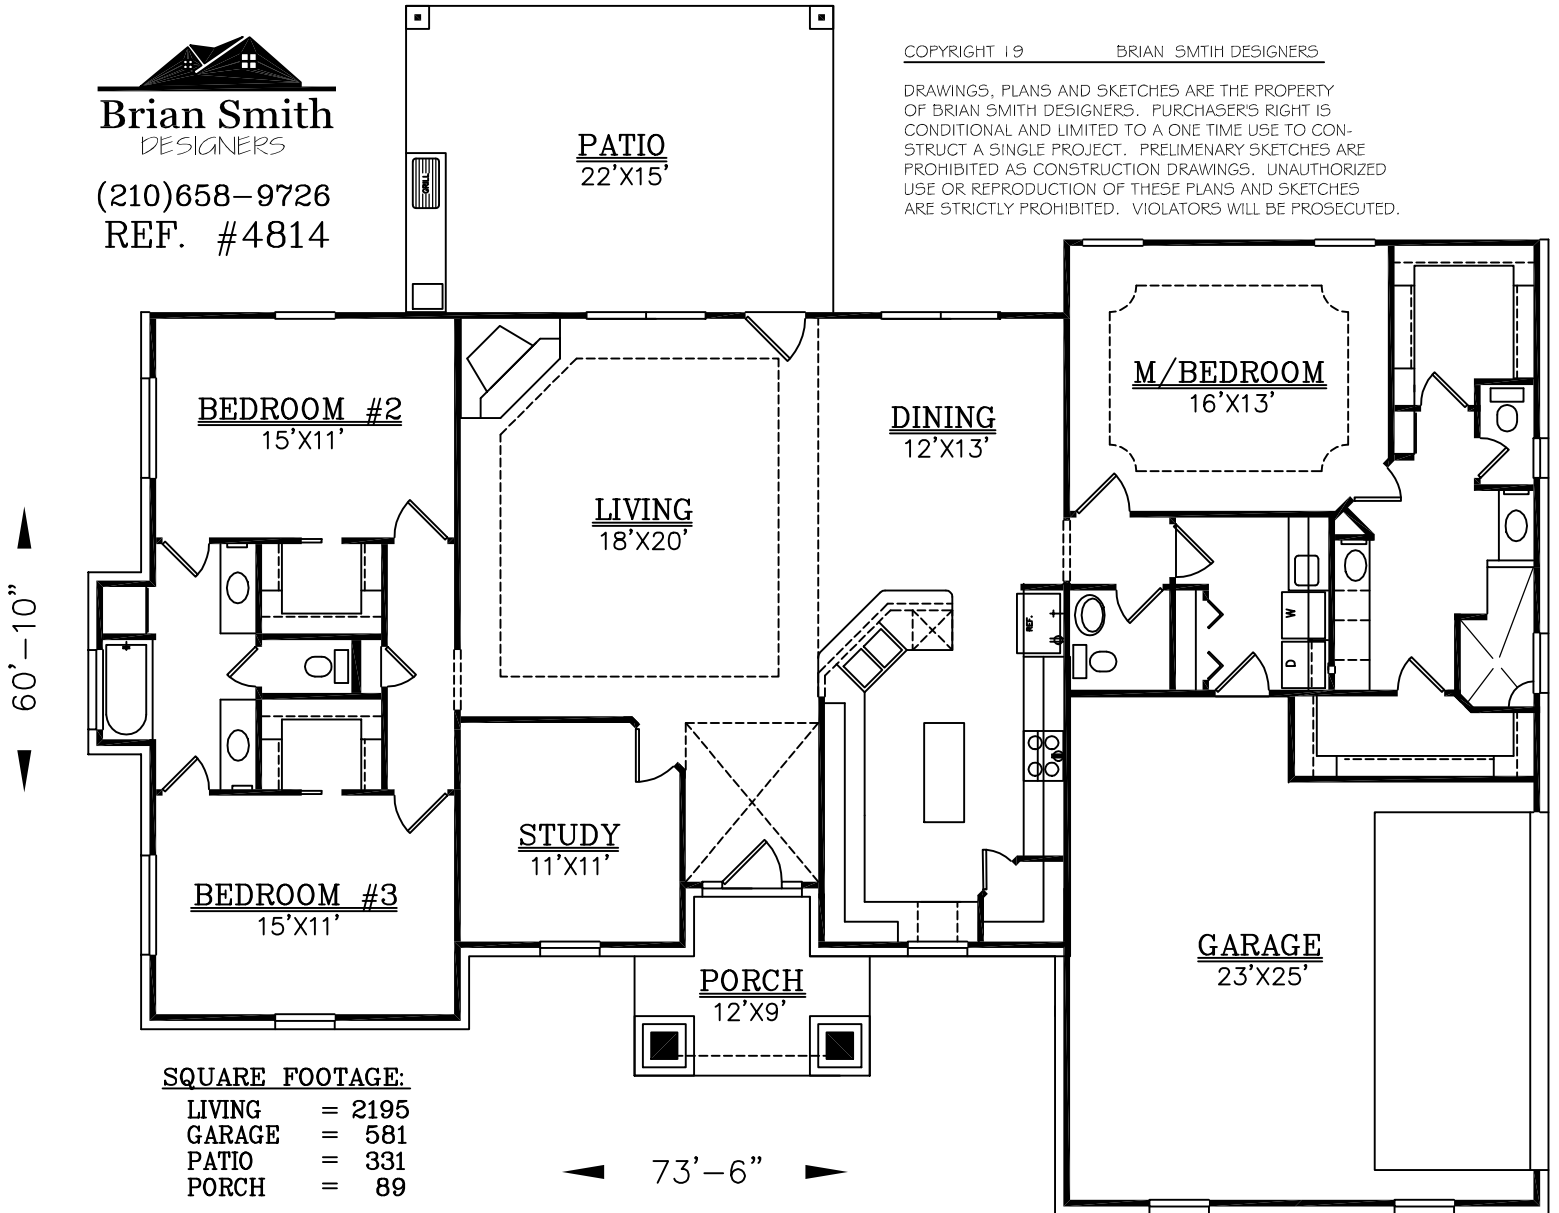 Brian Smith
DESIGNERS
(210)658-9726
REF. #4814
COPYRIGHT 19 BRIAN SMTIH DESIGNERS
DRAWINGS, PLANS AND SKETCHES ARE THE PROPERTY
OF BRIAN SMITH DESIGNERS. PURCHASER'S RIGHT IS
CONDITIONAL AND LIMITED TO A ONE TIME USE TO CON-
STRUCT A SINGLE PROJECT. PRELIMENARY SKETCHES ARE
PROHIBITED AS CONSTRUCTION DRAWINGS. UNAUTHORIZED
USE OR REPRODUCTION OF THESE PLANS AND SKETCHES
ARE STRICTLY PROHIBITED. VIOLATORS WILL BE PROSECUTED.
PATIO
22'X15'
GRILL
M/BEDROOM
16'X13'
BEDROOM #2
15'X11'
DINING
12'X13'
LIVING
18'X20'
REF.
W
D
60'-10"
STUDY
11'X11'
BEDROOM #3
15'X11'
GARAGE
23'X25'
PORCH
12'X9'
SQUARE FOOTAGE:
LIVING = 2195
GARAGE = 581
PATIO = 331
PORCH = 89
73'-6"